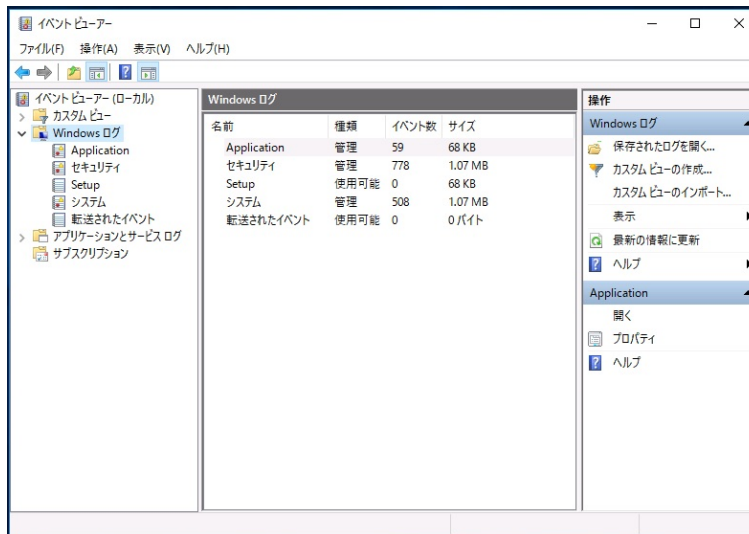 イベント ビューアー
ファイル(F) 操作(A) 表示(V) ヘルプ(H)
イベント ビューアー (ローカル)
カスタム ビュー
Windows ログ
Application
セキュリティ
Setup
システム
転送されたイベント
アプリケーションとサービス ログ
サブスクリプション
Windows ログ
名前 種類 イベント数 サイズ
Application 管理 59 68 KB
セキュリティ 管理 778 1.07 MB
Setup 使用可能 0 68 KB
システム 管理 508 1.07 MB
転送されたイベント 使用可能 0 0 バイト
操作
Windows ログ
保存されたログを開く...
カスタム ビューの作成...
カスタム ビューのインポート...
表示
最新の情報に更新
ヘルプ
Application
開く
プロパティ
ヘルプ